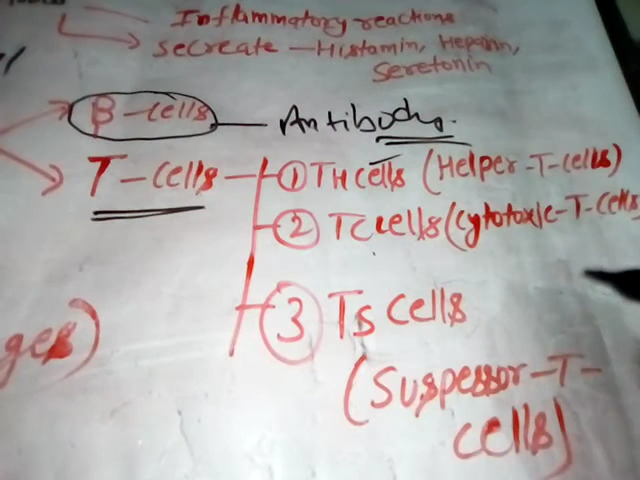 Inflammatory reactions
secreate - Histamin, Heparin,
Seretonin
B-cells — Antibody.
T-cells — ① TH cells (Helper-T-cells)
② Tc cells (Cytotoxic-T-cells
③ Ts cells
(Suspessor-T-
cells)
ges)